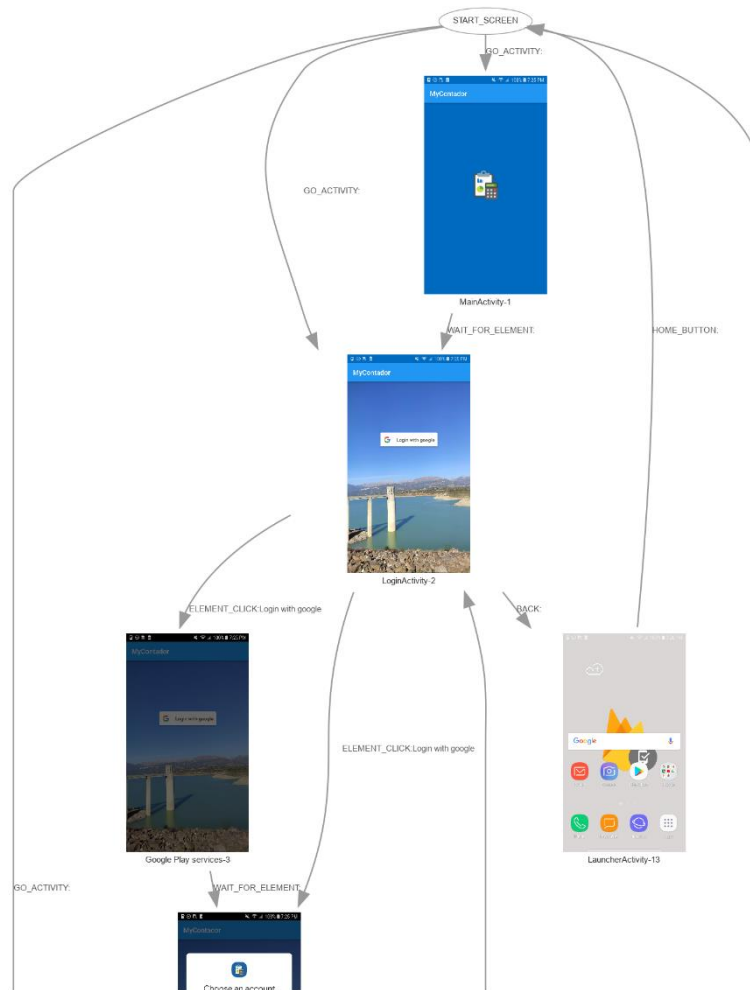 START_SCREEN
GO_ACTIVITY:
MyContador
GO_ACTIVITY:
MainActivity-1
WAIT_FOR_ELEMENT:
HOME_BUTTON:
MyContador
Login with google
LoginActivity-2
ELEMENT_CLICK:Login with google
BACK:
MyContador
Login with google
Google
ELEMENT_CLICK:Login with google
Google Play services-3
LauncherActivity-13
GO_ACTIVITY:
WAIT_FOR_ELEMENT:
MyContador
Choose an account